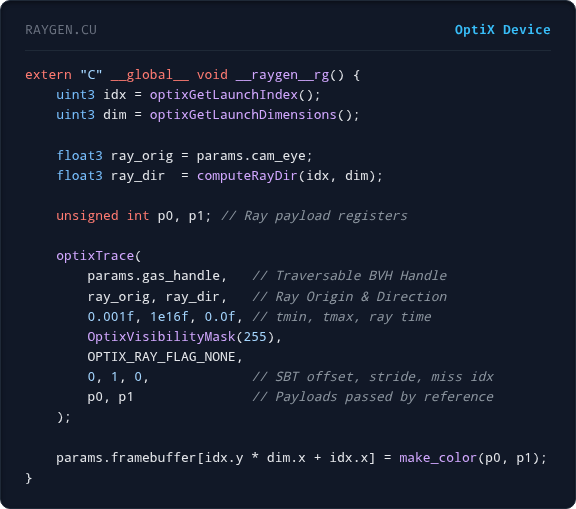 RAYGEN.CU
OptiX Device
extern "C" __global__ void __raygen__rg() {
    uint3 idx = optixGetLaunchIndex();
    uint3 dim = optixGetLaunchDimensions();

    float3 ray_orig = params.cam_eye;
    float3 ray_dir  = computeRayDir(idx, dim);

    unsigned int p0, p1; // Ray payload registers

    optixTrace(
        params.gas_handle,   // Traversable BVH Handle
        ray_orig, ray_dir,   // Ray Origin & Direction
        0.001f, 1e16f, 0.0f, // tmin, tmax, ray time
        OptixVisibilityMask(255),
        OPTIX_RAY_FLAG_NONE,
        0, 1, 0,             // SBT offset, stride, miss idx
        p0, p1               // Payloads passed by reference
    );

    params.framebuffer[idx.y * dim.x + idx.x] = make_color(p0, p1);
}